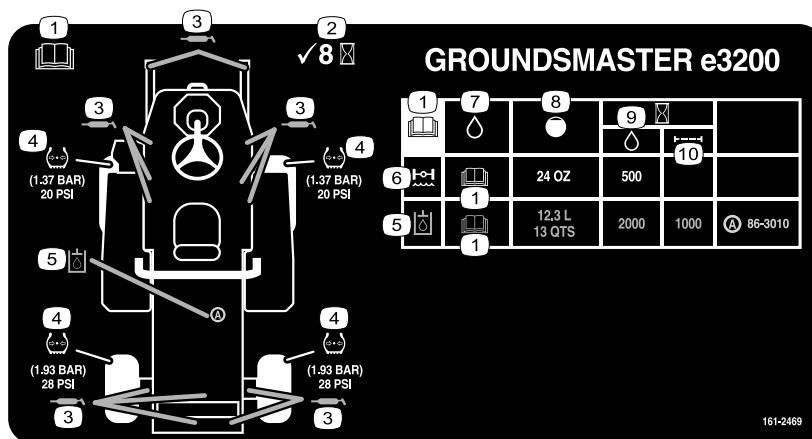 1
3
2
✓8
GROUNDSMASTER e3200
3
3
4
4
(1.37 BAR)
20 PSI
(1.37 BAR)
20 PSI
5
A
4
4
(1.93 BAR)
28 PSI
(1.93 BAR)
28 PSI
3
3
1
7
8
9
10
6
1
24 OZ
500
5
1
12.3 L
13 QTS
2000
1000
A 86-3010
161-2469